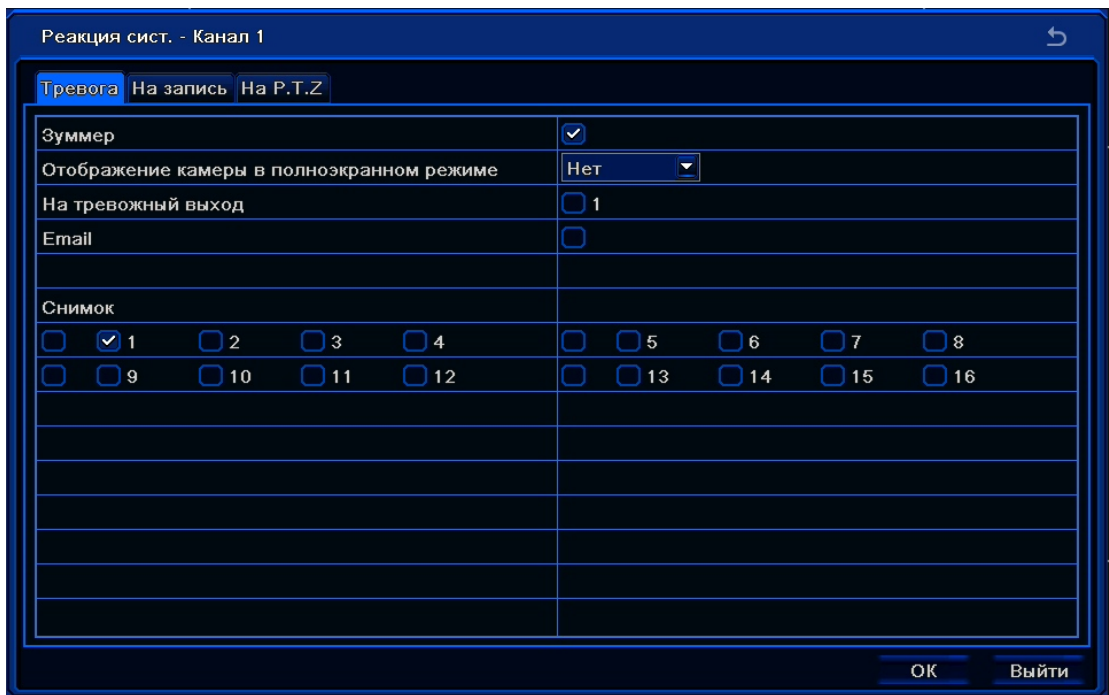 Реакция сист. - Канал 1
Тревога На запись На P.T.Z
Зуммер
Отображение камеры в полноэкранном режиме Нет
На тревожный выход 1
Email
Снимок
1 2 3 4 5 6 7 8
9 10 11 12 13 14 15 16
ОК Выйти